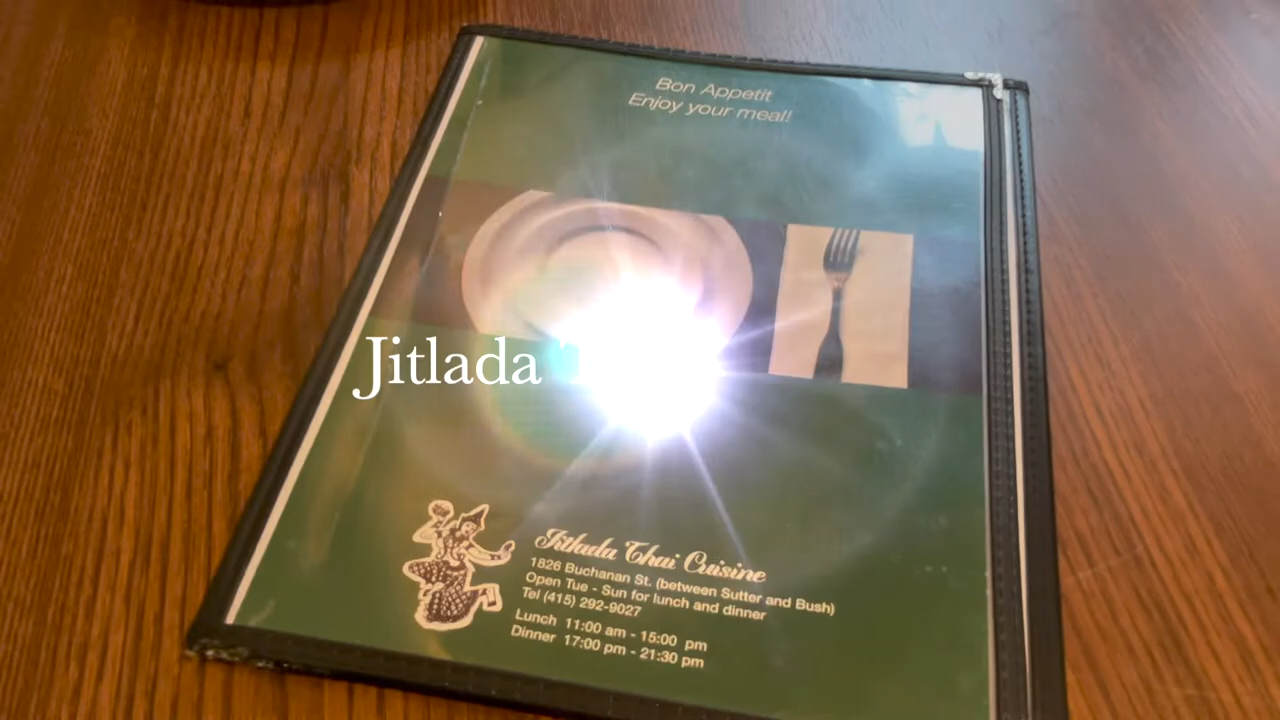 Bon Appetit
Enjoy your meal!
Jitlada
Jitlada Thai Cuisine
1826 Buchanan St. (between Sutter and Bush)
Open Tue - Sun for lunch and dinner
Tel (415) 292-9027
Lunch 11:00 am - 15:00 pm
Dinner 17:00 pm - 21:30 pm